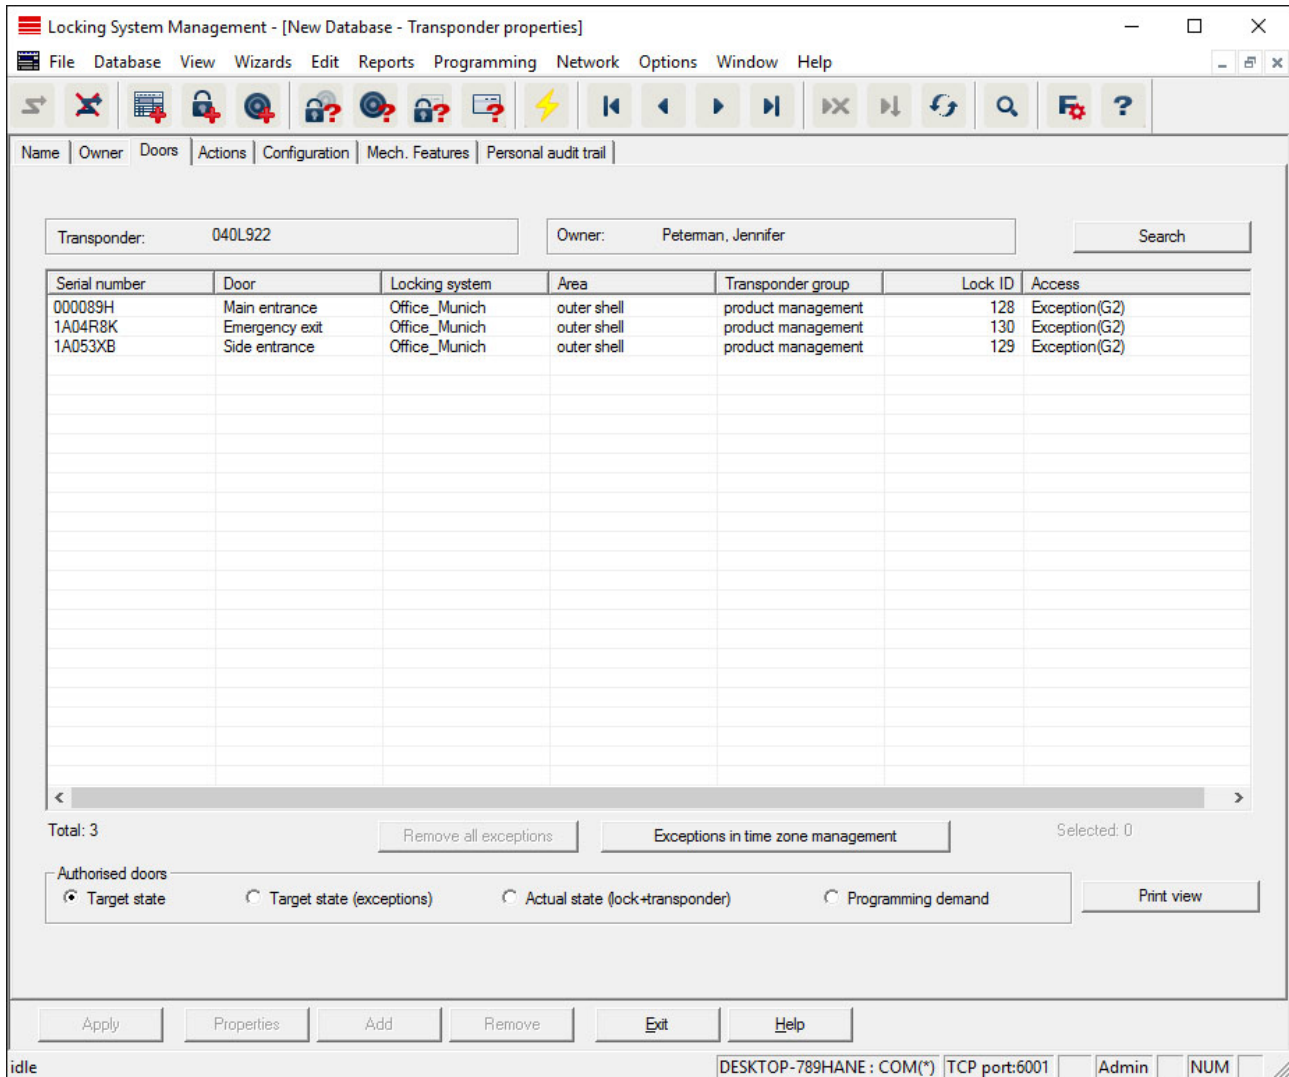 Locking System Management - [New Database - Transponder properties]
File Database View Wizards Edit Reports Programming Network Options Window Help
Name Owner Doors Actions Configuration Mech. Features Personal audit trail
Transponder: 040L922 Owner: Peterman, Jennifer Search
Serial number Door Locking system Area Transponder group Lock ID Access
000089H Main entrance Office_Munich outer shell product management 128 Exception(G2)
1A04R8K Emergency exit Office_Munich outer shell product management 130 Exception(G2)
1A053XB Side entrance Office_Munich outer shell product management 129 Exception(G2)
Total: 3 Remove all exceptions Exceptions in time zone management Selected: 0
Authorised doors
Target state Target state (exceptions) Actual state (lock+transponder) Programming demand Print view
Apply Properties Add Remove Exit Help
idle DESKTOP-789HANE : COM(*) TCP port:6001 Admin NUM